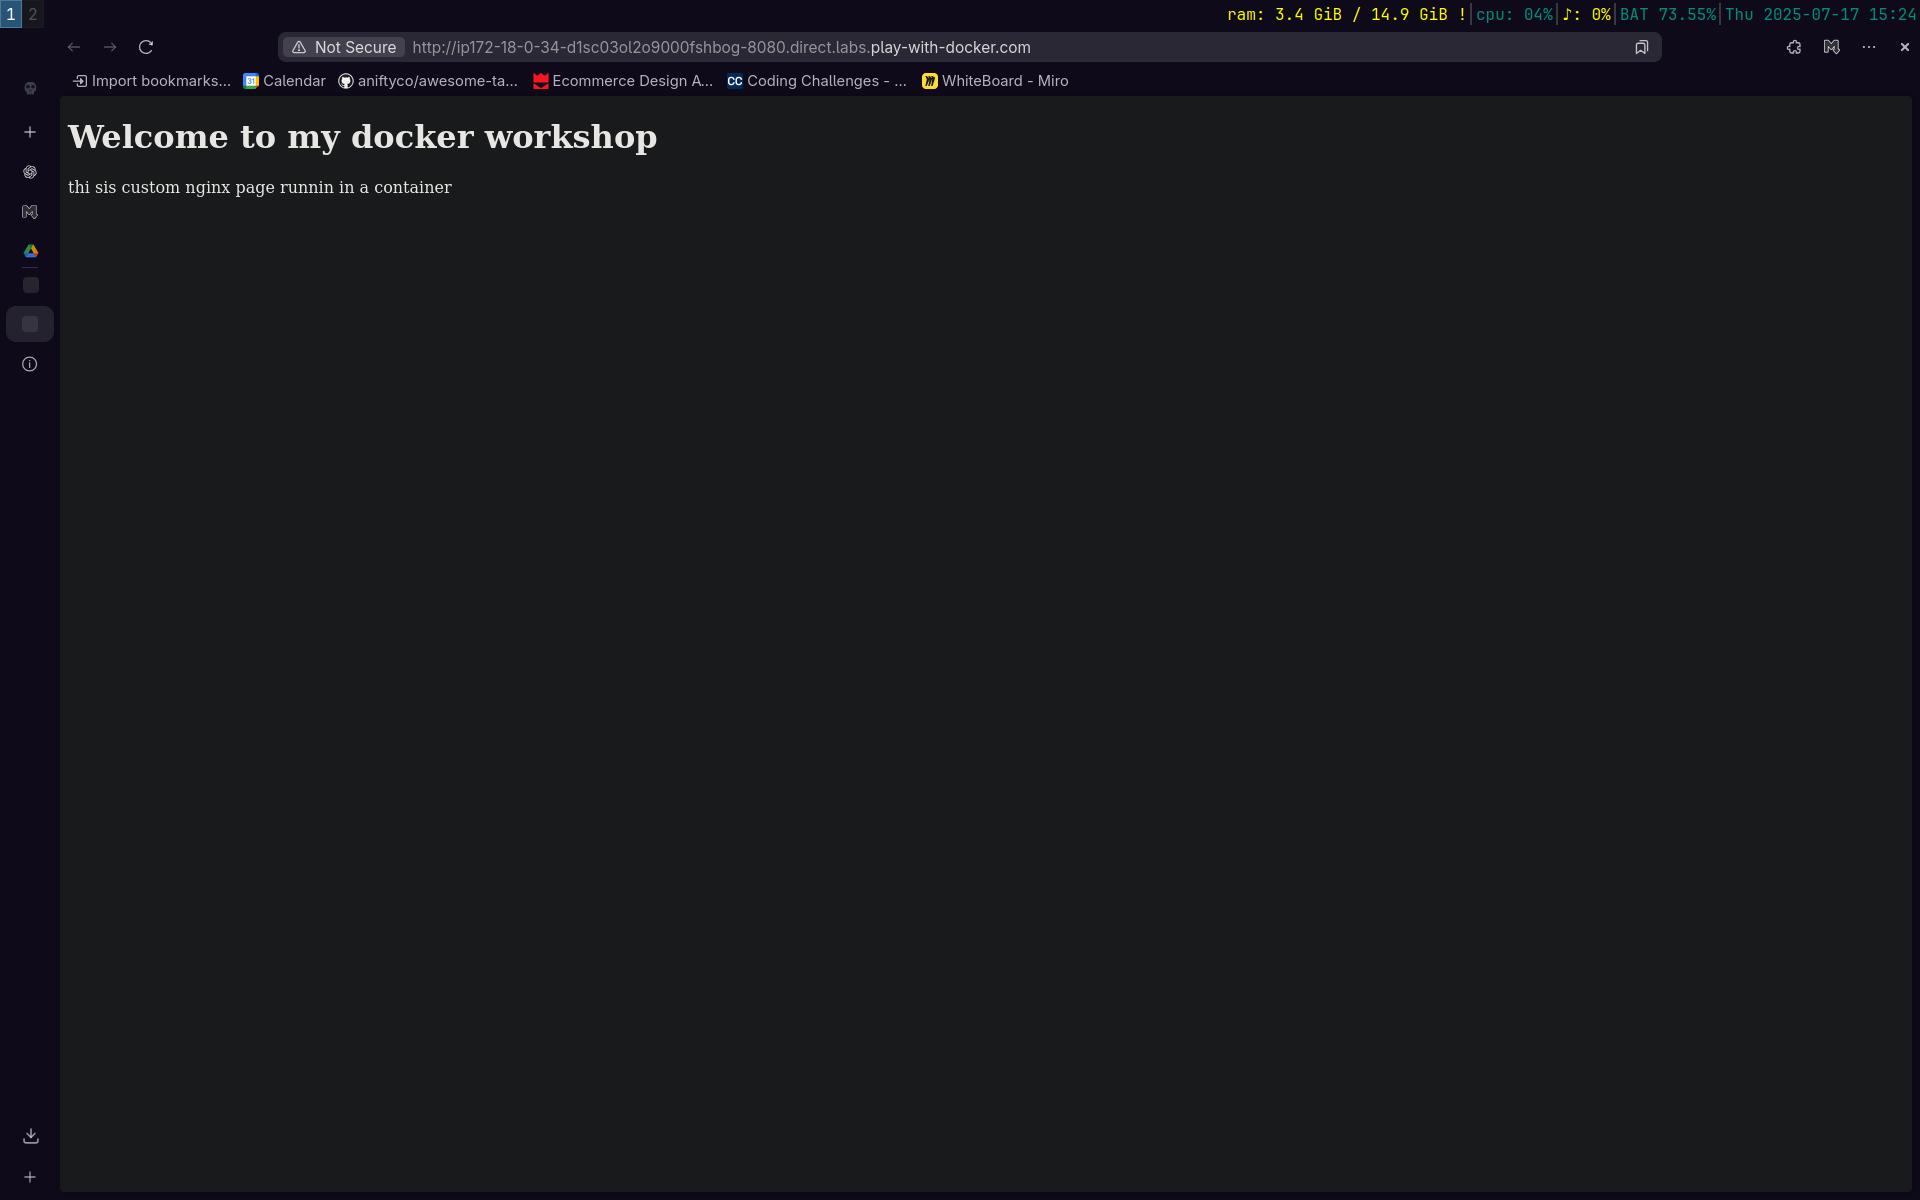 1 2
ram: 3.4 GiB / 14.9 GiB !|cpu: 04%|♪: 0%|BAT 73.55%|Thu 2025-07-17 15:24
Not Secure http://ip172-18-0-34-d1sc03ol2o9000fshbog-8080.direct.labs.play-with-docker.com
Import bookmarks... 31 Calendar aniftyco/awesome-ta... Ecommerce Design A... CC Coding Challenges - ... WhiteBoard - Miro
Welcome to my docker workshop
thi sis custom nginx page runnin in a container